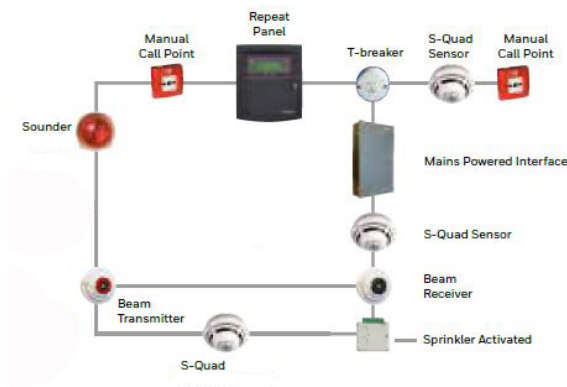 Repeat
Panel
Manual
Call Point
T-breaker
S-Quad
Sensor
Manual
Call Point
Sounder
Mains Powered Interface
S-Quad Sensor
Beam
Transmitter
Beam
Receiver
Sprinkler Activated
S-Quad